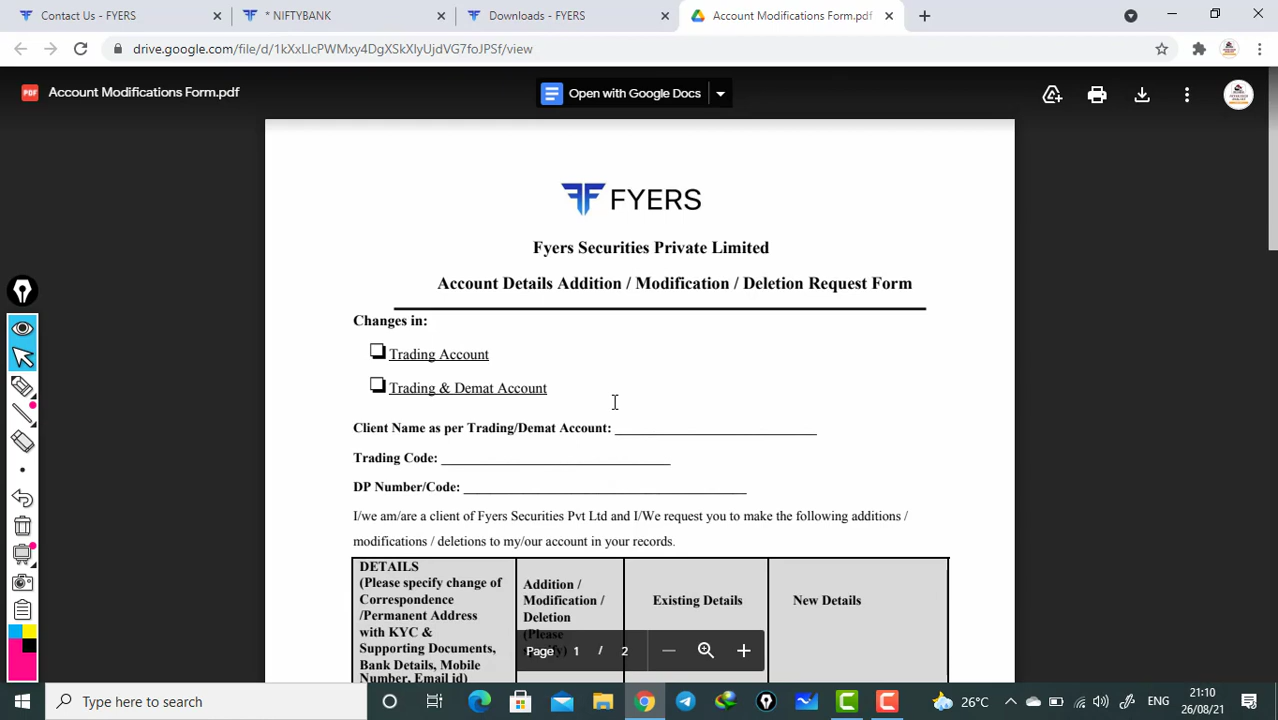 Contact Us - FYERS
* NIFTYBANK
Downloads - FYERS
Account Modifications Form.pdf
drive.google.com/file/d/1kXxLlcPWMxy4DgXSkXlyUjdVG7foJPSf/view
PDF Account Modifications Form.pdf
Open with Google Docs
FYERS
Fyers Securities Private Limited
Account Details Addition / Modification / Deletion Request Form
Changes in:
Trading Account
Trading & Demat Account
Client Name as per Trading/Demat Account: ____________________________
Trading Code: ________________________________
DP Number/Code: _______________________________________
I/we am/are a client of Fyers Securities Pvt Ltd and I/We request you to make the following additions /
modifications / deletions to my/our account in your records.
DETAILS
(Please specify change of
Correspondence
/Permanent Address
with KYC &
Supporting Documents,
Bank Details, Mobile
Number, Email id)
Addition /
Modification /
Deletion
(Please
Existing Details
New Details
Page 1 / 2
Type here to search
26°C
ENG
21:10
26/08/21